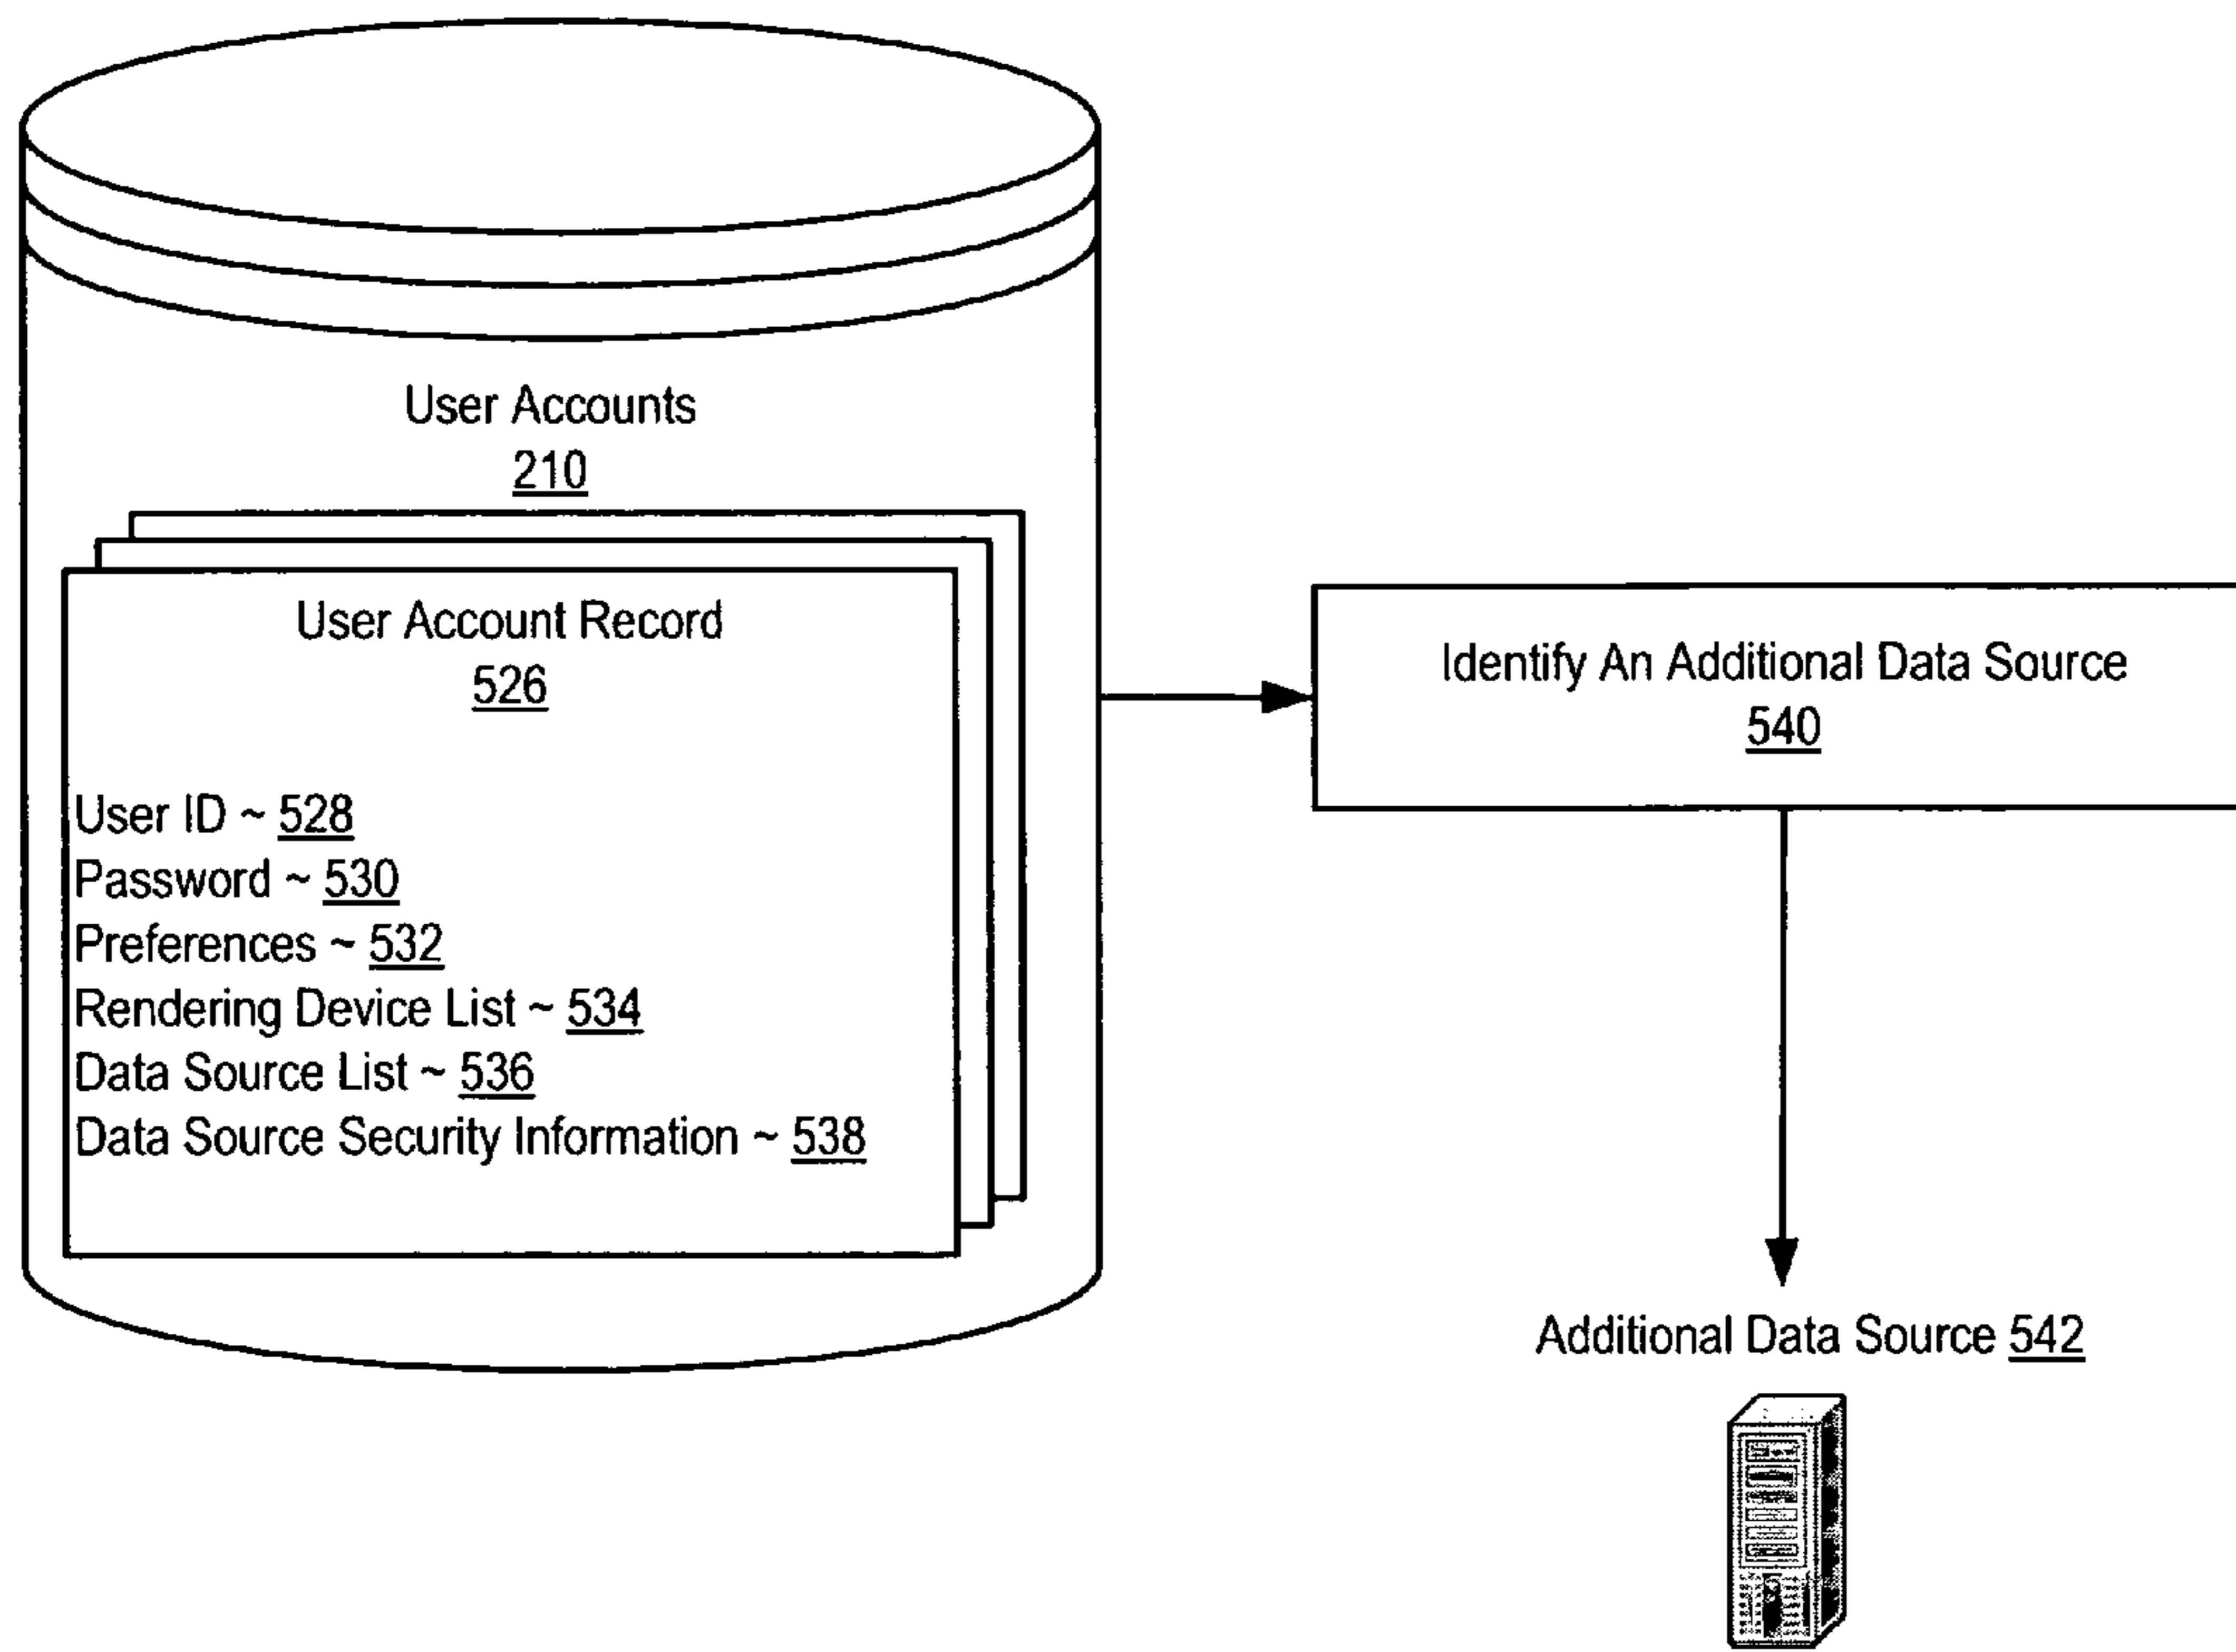 User Accounts
210
User Account Record
526
User ID ~ 528
Password ~ 530
Preferences ~ 532
Rendering Device List ~ 534
Data Source List ~ 536
Data Source Security Information ~ 538
Identify An Additional Data Source
540
Additional Data Source 542